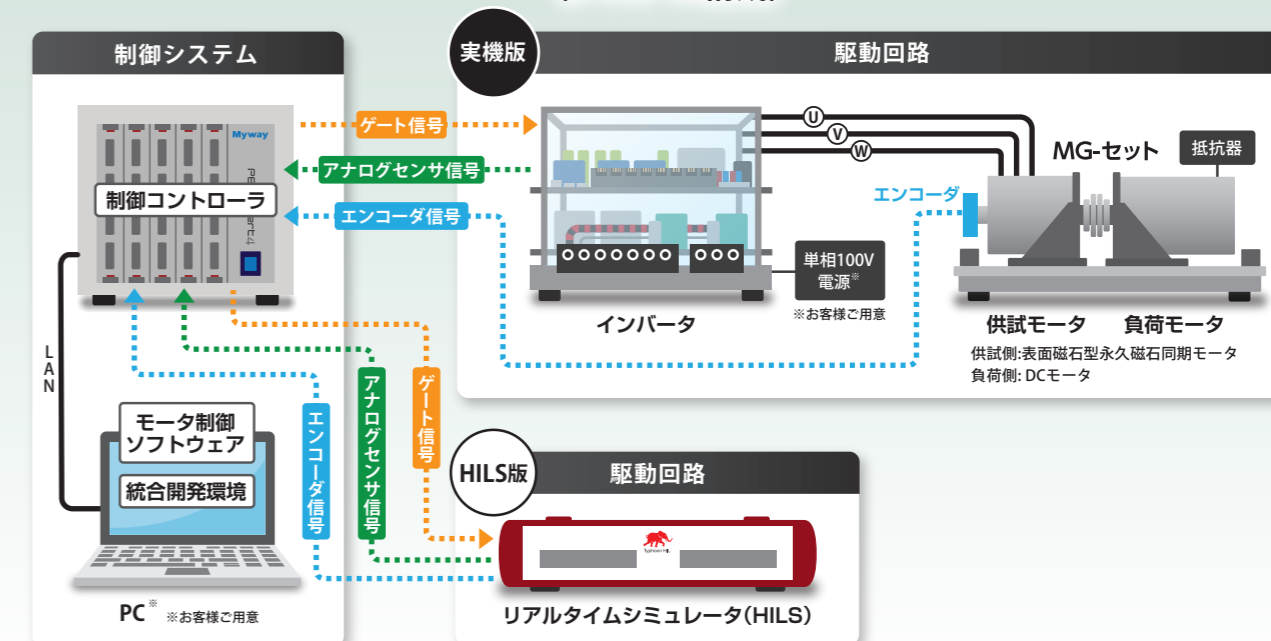 制御システム
Myway
制御コントローラ
LAN
モータ制御
ソフトウェア
統合開発環境
PC※ ※お客様ご用意
ゲート信号
アナログセンサ信号
エンコーダ信号
エンコーダ信号
アナログセンサ信号
ゲート信号
実機版
駆動回路
U
V
W
インバータ
単相100V
電源※
※お客様ご用意
エンコーダ
MG-セット
抵抗器
供試モータ 負荷モータ
供試側:表面磁石型永久磁石同期モータ
負荷側: DCモータ
HILS版
駆動回路
Typhoon HIL
リアルタイムシミュレータ(HILS)